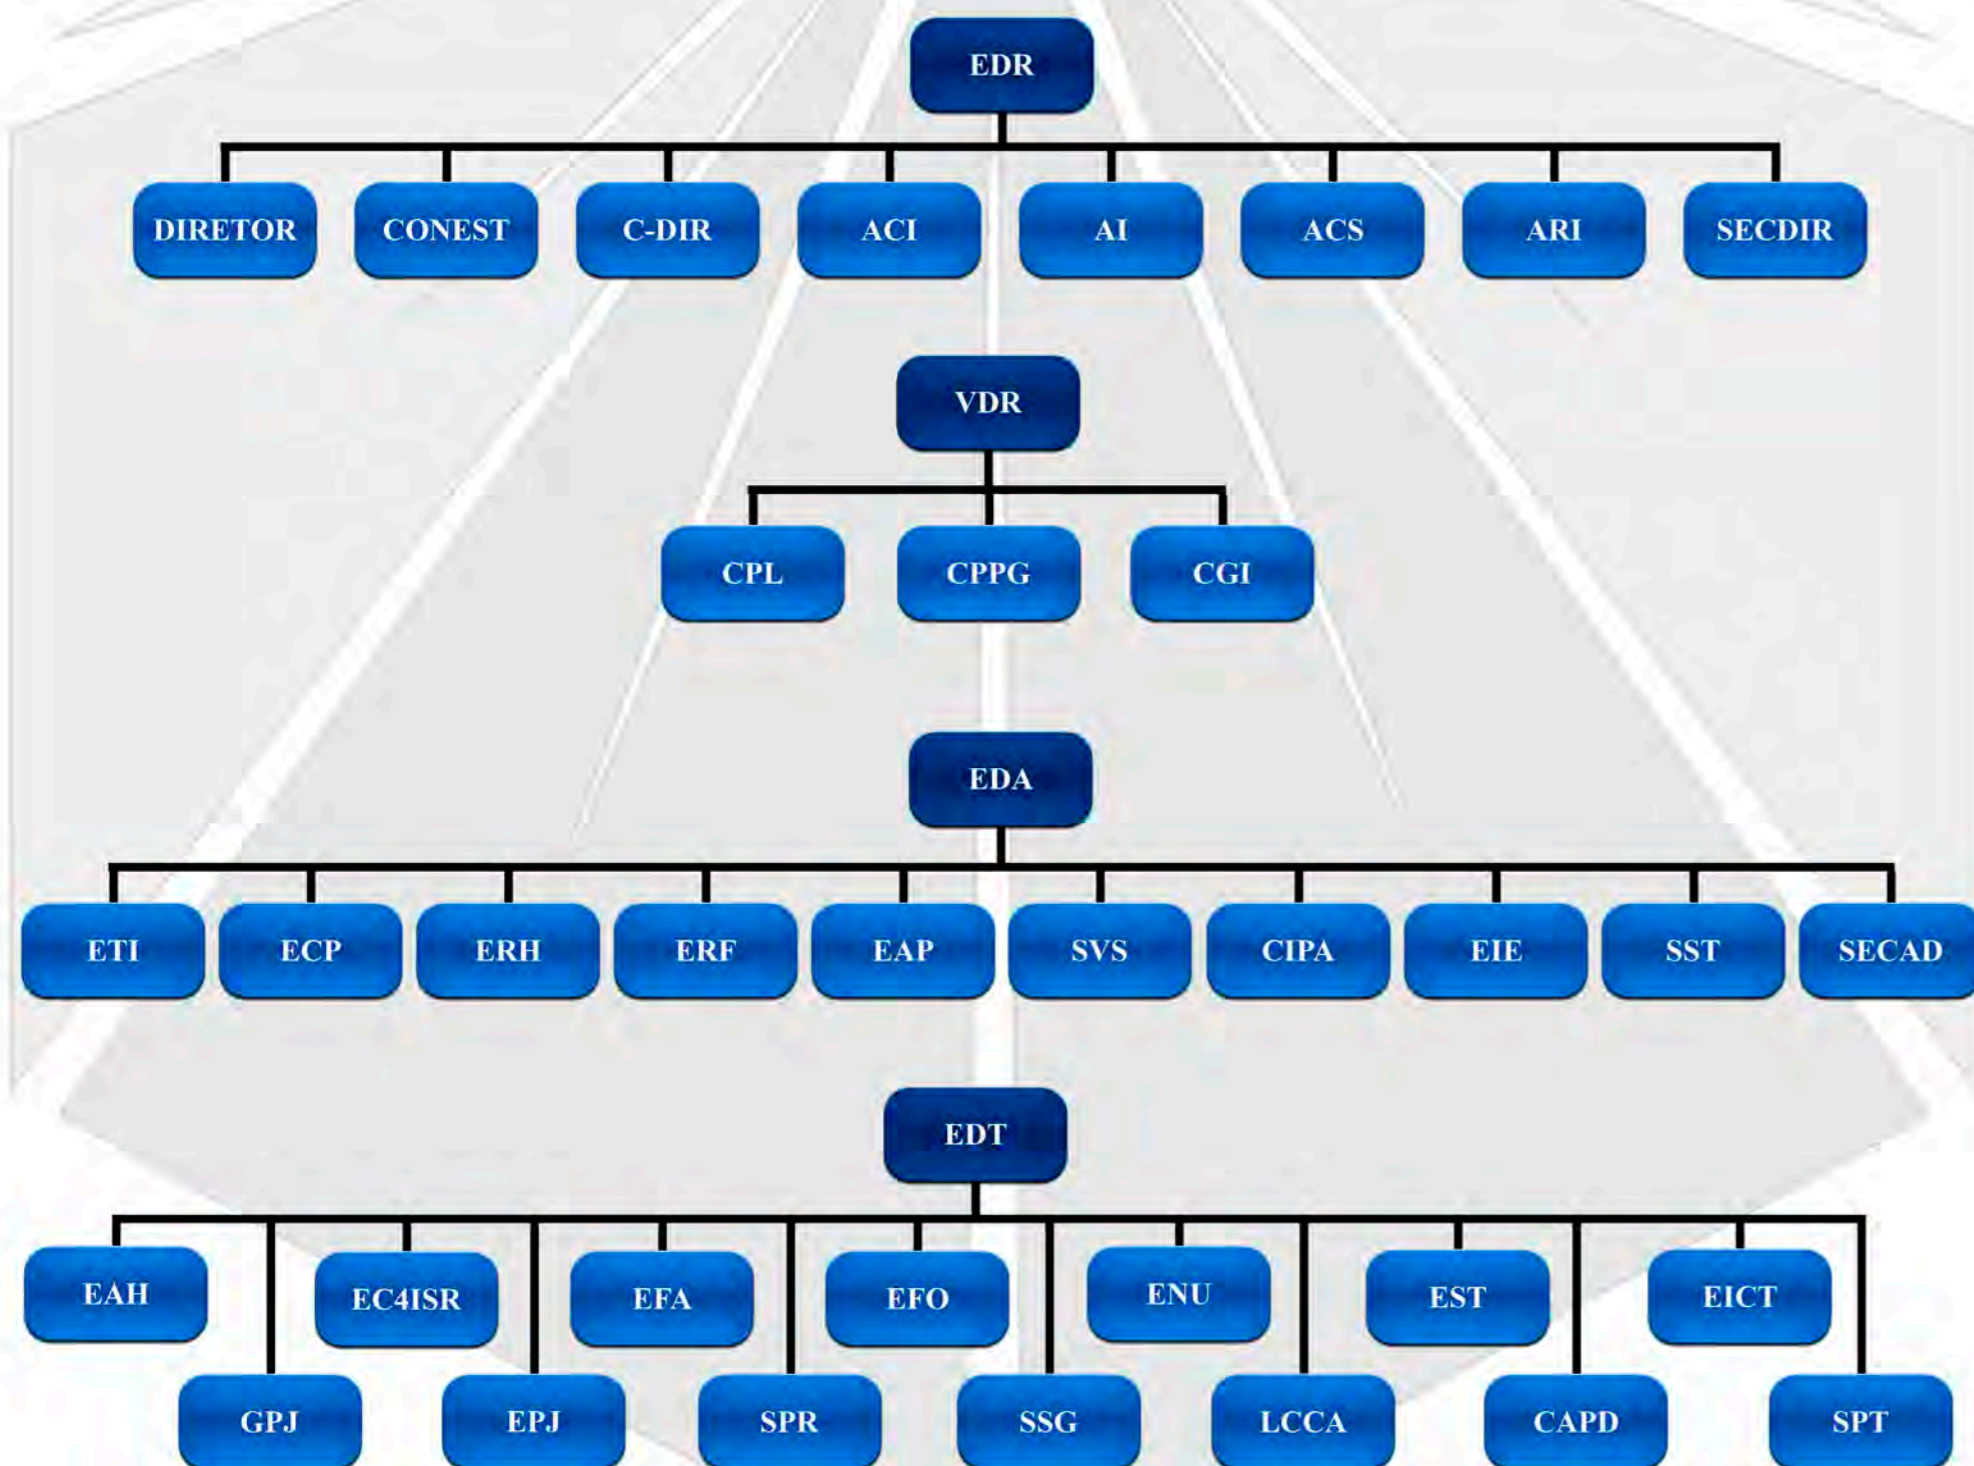 EDR
DIRETOR CONEST C-DIR ACI AI ACS ARI SECDIR
VDR
CPL CPPG CGI
EDA
ETI ECP ERH ERF EAP SVS CIPA EIE SST SECAD
EDT
EAH EC4ISR EFA EFO ENU EST EICT
GPJ EPJ SPR SSG LCCA CAPD SPT